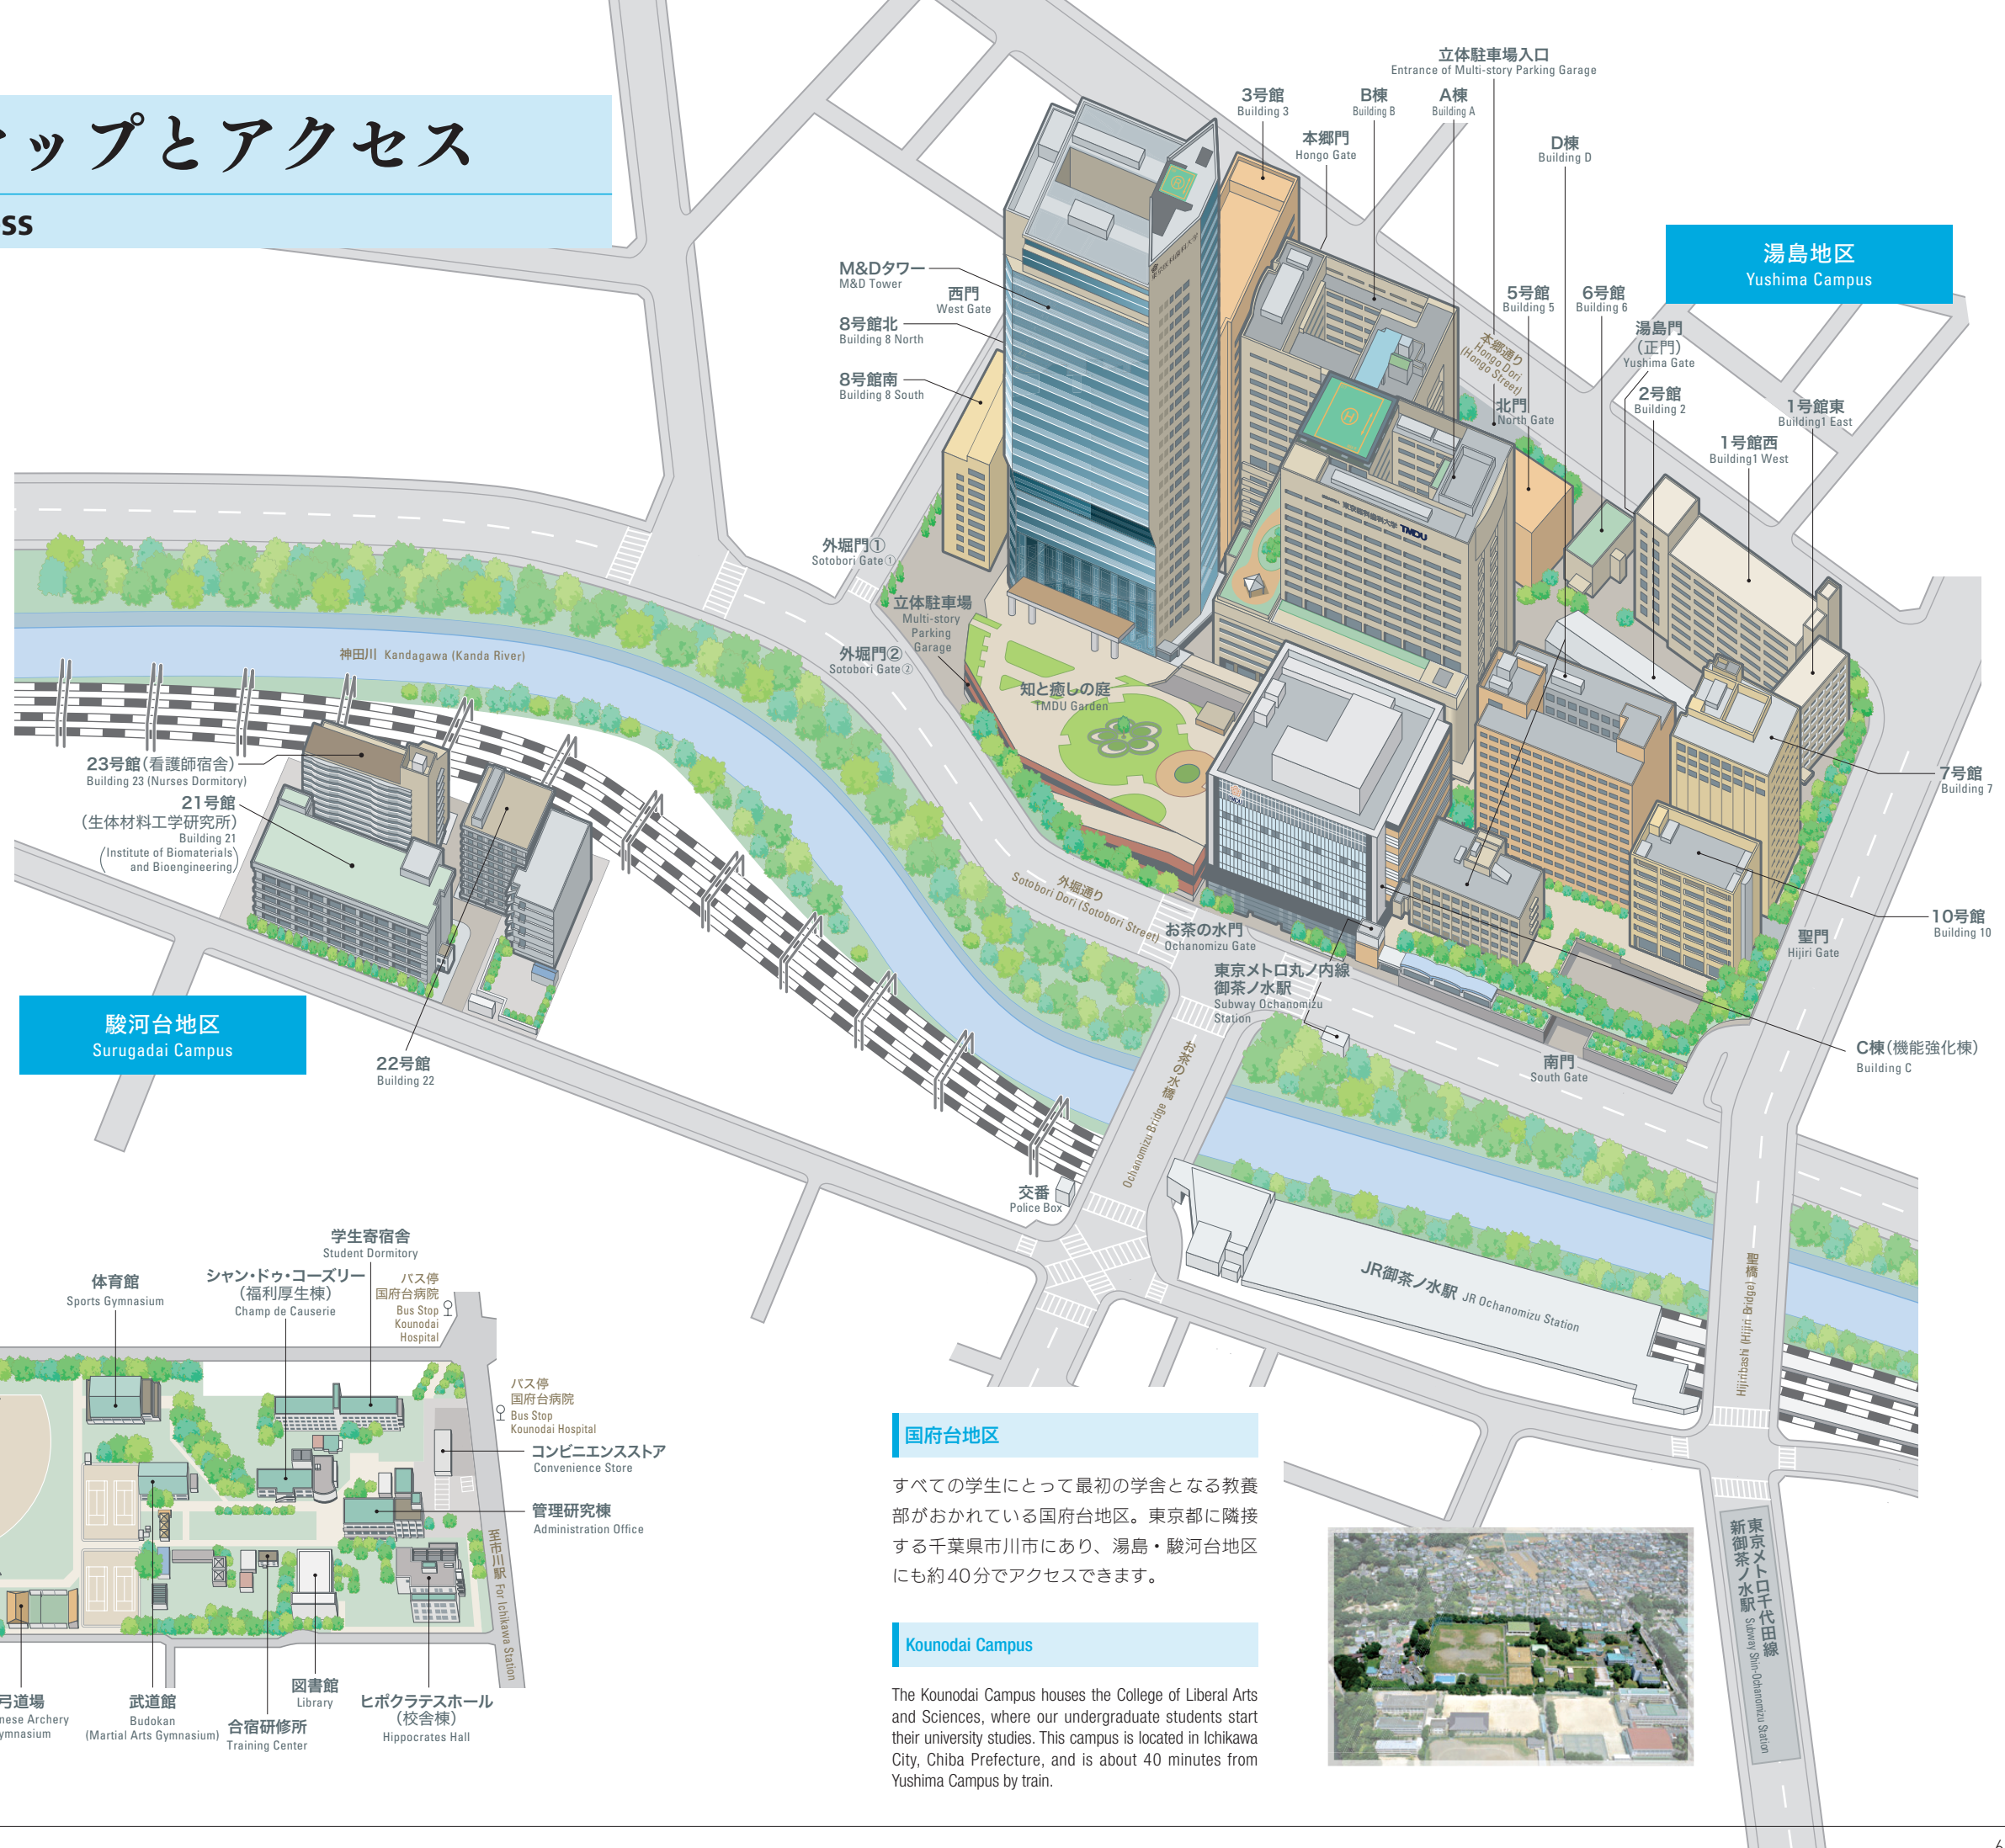 ップとアクセス
ss
湯島地区
Yushima Campus
立体駐車場入口
Entrance of Multi-story Parking Garage
3号館
Building 3
B棟
Building B
A棟
Building A
本郷門
Hongo Gate
D棟
Building D
M&Dタワー
M&D Tower
西門
West Gate
8号館北
Building 8 North
8号館南
Building 8 South
本郷通り
Hongo Dori
(Hongo Street)
5号館
Building 5
6号館
Building 6
湯島門
(正門)
Yushima Gate
2号館
Building 2
1号館東
Building1 East
1号館西
Building1 West
北門
North Gate
東京医科歯科大学
東京医科歯科大学 TMDU
外堀門①
Sotobori Gate①
立体駐車場
Multi-story
Parking
Garage
外堀門②
Sotobori Gate②
知と癒しの庭
TMDU Garden
神田川 Kandagawa (Kanda River)
23号館(看護師宿舎)
Building 23 (Nurses Dormitory)
21号館
(生体材料工学研究所)
Building 21
(Institute of Biomaterials
and Bioengineering)
駿河台地区
Surugadai Campus
22号館
Building 22
7号館
Building 7
10号館
Building 10
聖門
Hijiri Gate
C棟(機能強化棟)
Building C
外堀通り
Sotobori Dori (Sotobori Street)
お茶の水門
Ochanomizu Gate
東京メトロ丸ノ内線
御茶ノ水駅
Subway Ochanomizu
Station
南門
South Gate
お茶の水橋
Ochanomizu Bridge
交番
Police Box
JR御茶ノ水駅 JR Ochanomizu Station
聖橋
Hijiribashi (Hijiri Bridge)
東京メトロ千代田線
新御茶ノ水駅
Subway Shin-Ochanomizu Station
学生寄宿舎
Student Dormitory
体育館
Sports Gymnasium
シャン・ドゥ・コーズリー
(福利厚生棟)
Champ de Causerie
バス停
国府台病院
Bus Stop
Kounodai
Hospital
バス停
国府台病院
Bus Stop
Kounodai Hospital
コンビニエンスストア
Convenience Store
管理研究棟
Administration Office
至市川駅 For Ichikawa Station
弓道場
nese Archery
ymnasium
武道館
Budokan
(Martial Arts Gymnasium)
合宿研修所
Training Center
図書館
Library
ヒポクラテスホール
(校舎棟)
Hippocrates Hall
国府台地区
すべての学生にとって最初の学舎となる教養
部がおかれている国府台地区。東京都に隣接
する千葉県市川市にあり、湯島・駿河台地区
にも約40分でアクセスできます。
Kounodai Campus
The Kounodai Campus houses the College of Liberal Arts
and Sciences, where our undergraduate students start
their university studies. This campus is located in Ichikawa
City, Chiba Prefecture, and is about 40 minutes from
Yushima Campus by train.